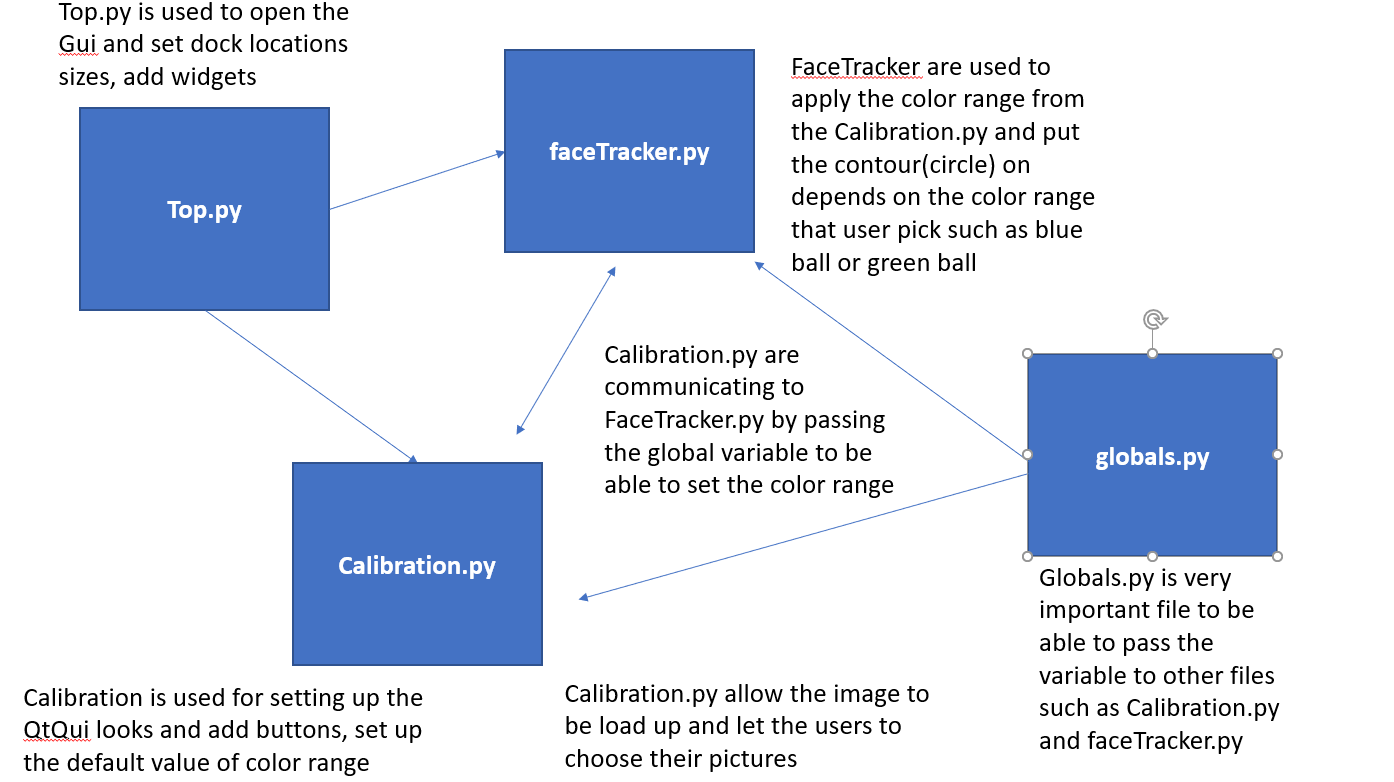 Top.py is used to open the
Gui and set dock locations
sizes, add widgets
Top.py
faceTracker.py
FaceTracker are used to
apply the color range from
the Calibration.py and put
the contour(circle) on
depends on the color range
that user pick such as blue
ball or green ball
Calibration.py are
communicating to
FaceTracker.py by passing
the global variable to be
able to set the color range
globals.py
Globals.py is very
important file to be
able to pass the
variable to other files
such as Calibration.py
and faceTracker.py
Calibration.py
Calibration is used for setting up the
QtQui looks and add buttons, set up
the default value of color range
Calibration.py allow the image to
be load up and let the users to
choose their pictures